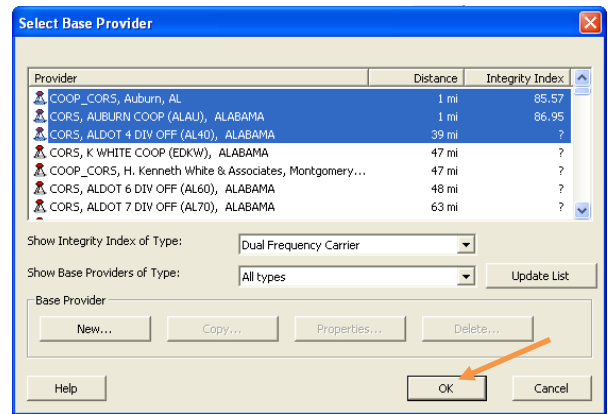 Select Base Provider
Provider Distance Integrity Index
COOP_CORS, Auburn, AL 1 mi 85.57
CORS, AUBURN COOP (ALAU), ALABAMA 1 mi 86.95
CORS, ALDOT 4 DIV OFF (AL40), ALABAMA 39 mi ?
CORS, K WHITE COOP (EDKW), ALABAMA 47 mi ?
COOP_CORS, H. Kenneth White & Associates, Montgomery... 47 mi ?
CORS, ALDOT 6 DIV OFF (AL60), ALABAMA 48 mi ?
CORS, ALDOT 7 DIV OFF (AL70), ALABAMA 63 mi ?
Show Integrity Index of Type: Dual Frequency Carrier
Show Base Providers of Type: All types Update List
Base Provider
New... Copy... Properties... Delete...
Help OK Cancel